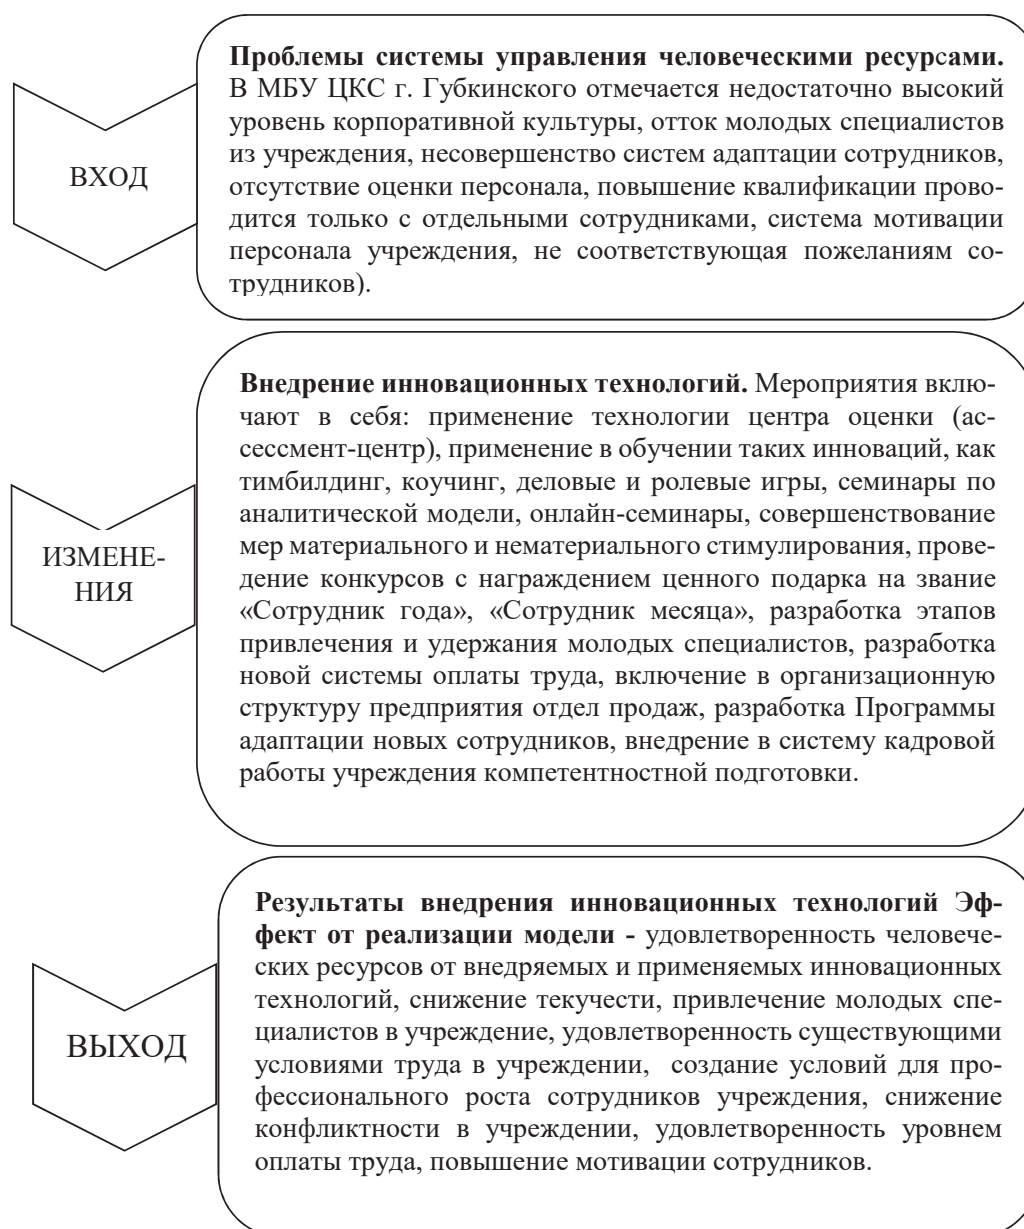 ВХОД
Проблемы системы управления человеческими ресурсами.
В МБУ ЦКС г. Губкинского отмечается недостаточно высокий
уровень корпоративной культуры, отток молодых специалистов
из учреждения, несовершенство систем адаптации сотрудников,
отсутствие оценки персонала, повышение квалификации прово-
дится только с отдельными сотрудниками, система мотивации
персонала учреждения, не соответствующая пожеланиям со-
трудников).
ИЗМЕНЕ-
НИЯ
Внедрение инновационных технологий. Мероприятия вклю-
чают в себя: применение технологии центра оценки (ас-
сессмент-центр), применение в обучении таких инноваций, как
тимбилдинг, коучинг, деловые и ролевые игры, семинары по
аналитической модели, онлайн-семинары, совершенствование
мер материального и нематериального стимулирования, прове-
дение конкурсов с награждением ценного подарка на звание
«Сотрудник года», «Сотрудник месяца», разработка этапов
привлечения и удержания молодых специалистов, разработка
новой системы оплаты труда, включение в организационную
структуру предприятия отдел продаж, разработка Программы
адаптации новых сотрудников, внедрение в систему кадровой
работы учреждения компетентностной подготовки.
ВЫХОД
Результаты внедрения инновационных технологий Эф-
фект от реализации модели - удовлетворенность человече-
ских ресурсов от внедряемых и применяемых инновационных
технологий, снижение текучести, привлечение молодых спе-
циалистов в учреждение, удовлетворенность существующими
условиями труда в учреждении, создание условий для про-
фессионального роста сотрудников учреждения, снижение
конфликтности в учреждении, удовлетворенность уровнем
оплаты труда, повышение мотивации сотрудников.